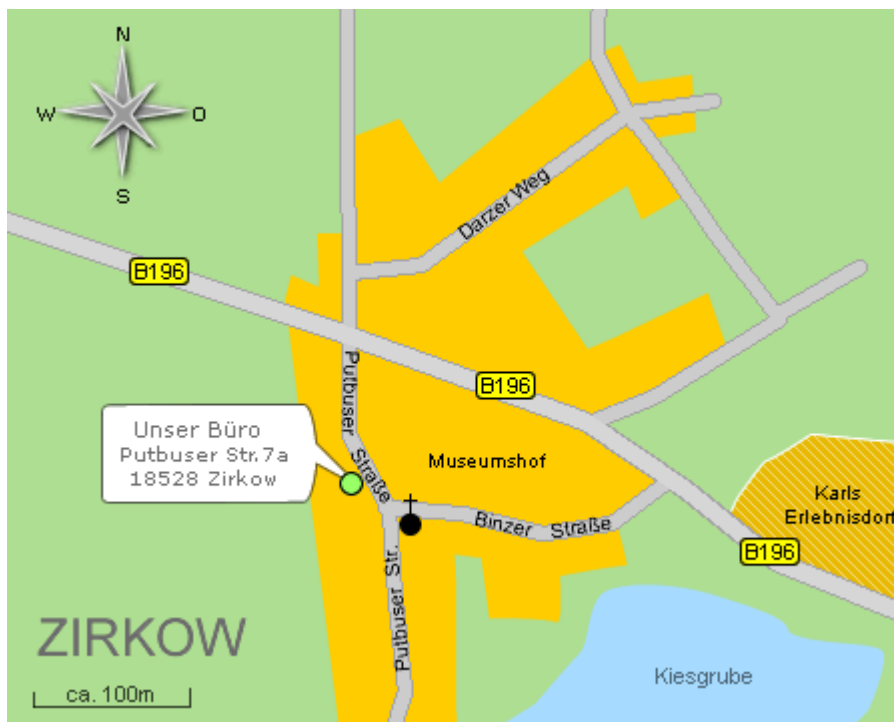 N
W
O
S
Darzer Weg
B196
Putbuser Straße
B196
Unser Büro
Putbuser Str.7a
18528 Zirkow
Museumshof
Karls
Erlebnisdorf
Binzer Straße
B196
Putbuser Str.
ZIRKOW
Kiesgrube
ca. 100m